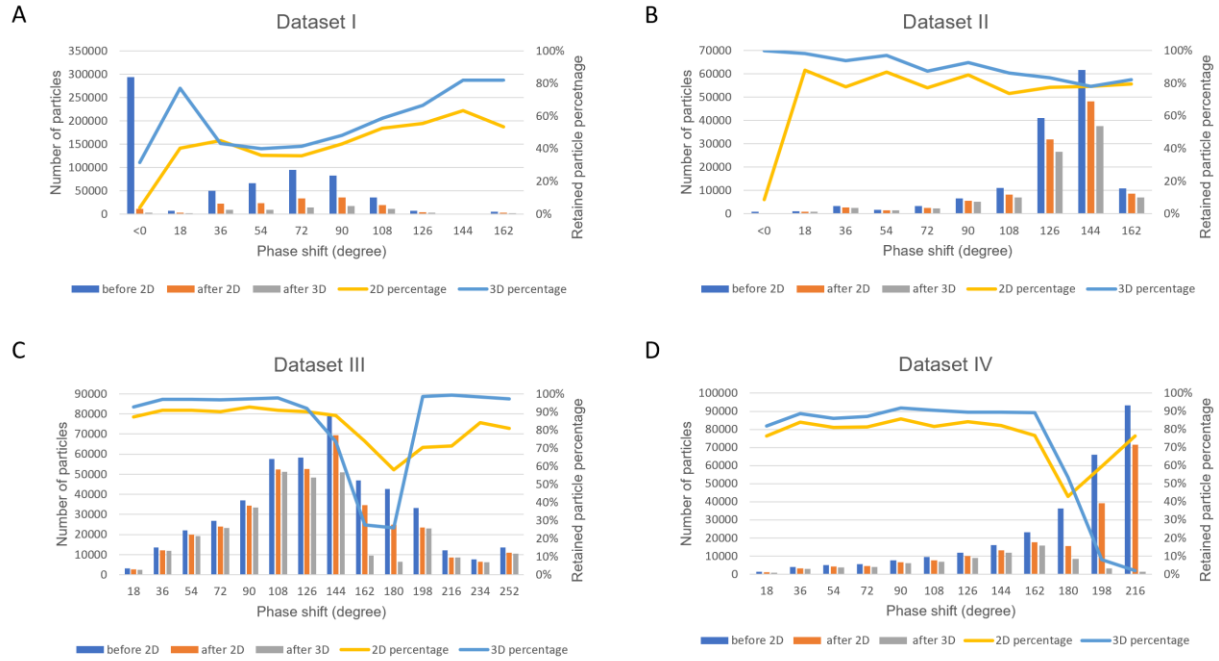 A
Dataset I
Number of particles
350000
300000
250000
200000
150000
100000
50000
0
100%
80%
60%
40%
20%
0%
Retained particle percetnage
<0 18 36 54 72 90 108 126 144 162
Phase shift (degree)
before 2D after 2D after 3D 2D percentage 3D percentage
B
Dataset II
Number of particles
70000
60000
50000
40000
30000
20000
10000
0
100%
80%
60%
40%
20%
0%
Retained particle percentage
<0 18 36 54 72 90 108 126 144 162
Phase shift (degree)
before 2D after 2D after 3D 2D percentage 3D percentage
C
Dataset III
Number of particles
90000
80000
70000
60000
50000
40000
30000
20000
10000
0
100%
90%
80%
70%
60%
50%
40%
30%
20%
10%
0%
Retained particle percentage
18 36 54 72 90 108 126 144 162 180 198 216 234 252
Phase shift (degree)
before 2D after 2D after 3D 2D percentage 3D percentage
D
Dataset IV
Number of particles
100000
90000
80000
70000
60000
50000
40000
30000
20000
10000
0
100%
90%
80%
70%
60%
50%
40%
30%
20%
10%
0%
Retained particle percentage
18 36 54 72 90 108 126 144 162 180 198 216
Phase shift (degree)
before 2D after 2D after 3D 2D percentage 3D percentage